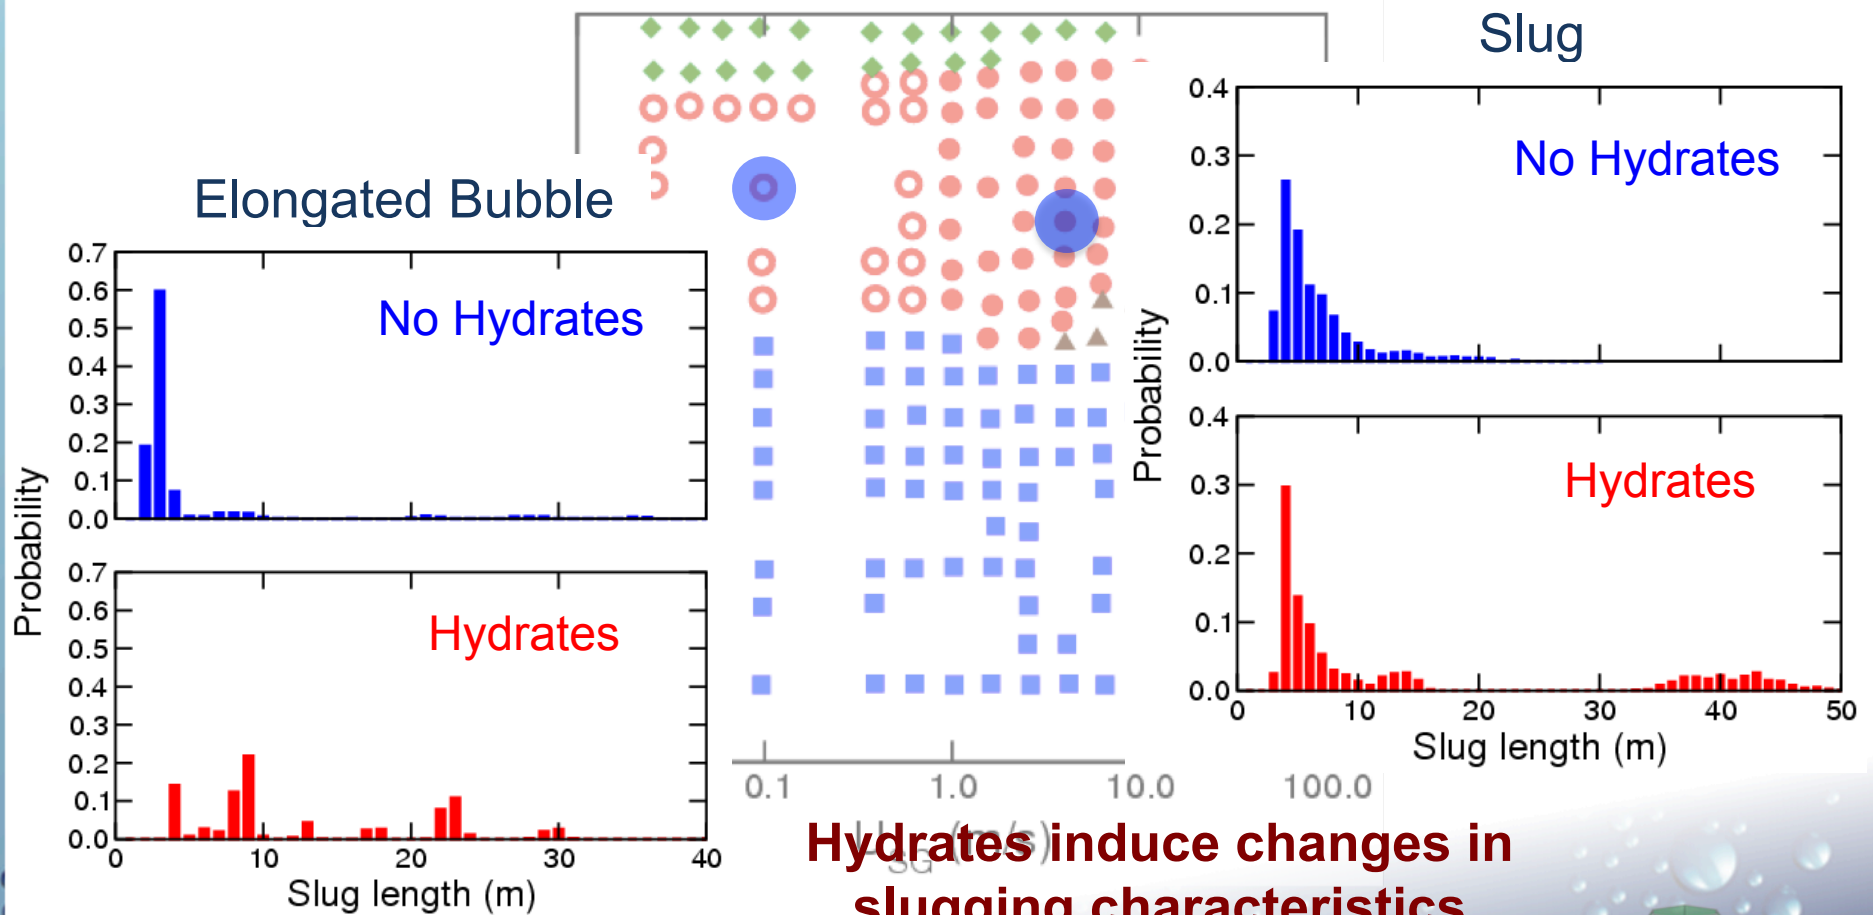 Slug
Elongated Bubble
0.7
0.6
0.5
0.4
0.3
0.2
0.1
0.0
No Hydrates
0.7
0.6
0.5
0.4
0.3
0.2
0.1
0.0
Hydrates
Probability
0 10 20 30 40
Slug length (m)
0.4
0.3
0.2
0.1
0.0
No Hydrates
0.4
0.3
0.2
0.1
0.0
Hydrates
Probability
0 10 20 30 40 50
Slug length (m)
0.1 1.0 10.0 100.0
USG (m/s)
Hydrates induce changes in
slugging characteristics